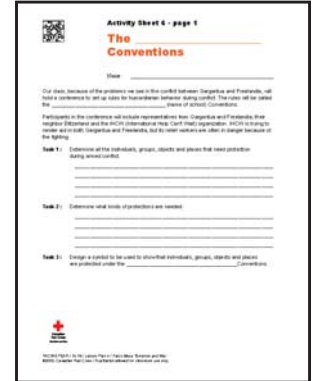 Activity Sheet 6 - page 1
The
Conventions
Name:
Our class, because of the problems we see in the conflict between Gargantua and Freelandia, will
hold a conference to set up rules for humanitarian behavior during conflict. The rules will be called
the (name of school) Conventions.
Participants in the conference will include representatives from Gargantua and Freelandia, their
neighbor and the (International Help Can't Wait) organization. is trying to
render aid in both Gargantua and Freelandia, but its relief workers are often in danger because of
the fighting.
Task 1: Determine all the individuals, groups, objects and places that need protection
during armed conflict.
Task 2: Determine what kinds of protections are needed.
Task 3: Design a symbol to be used to show that individuals, groups, objects and places
are protected under the Conventions.
Canadian
Red Cross